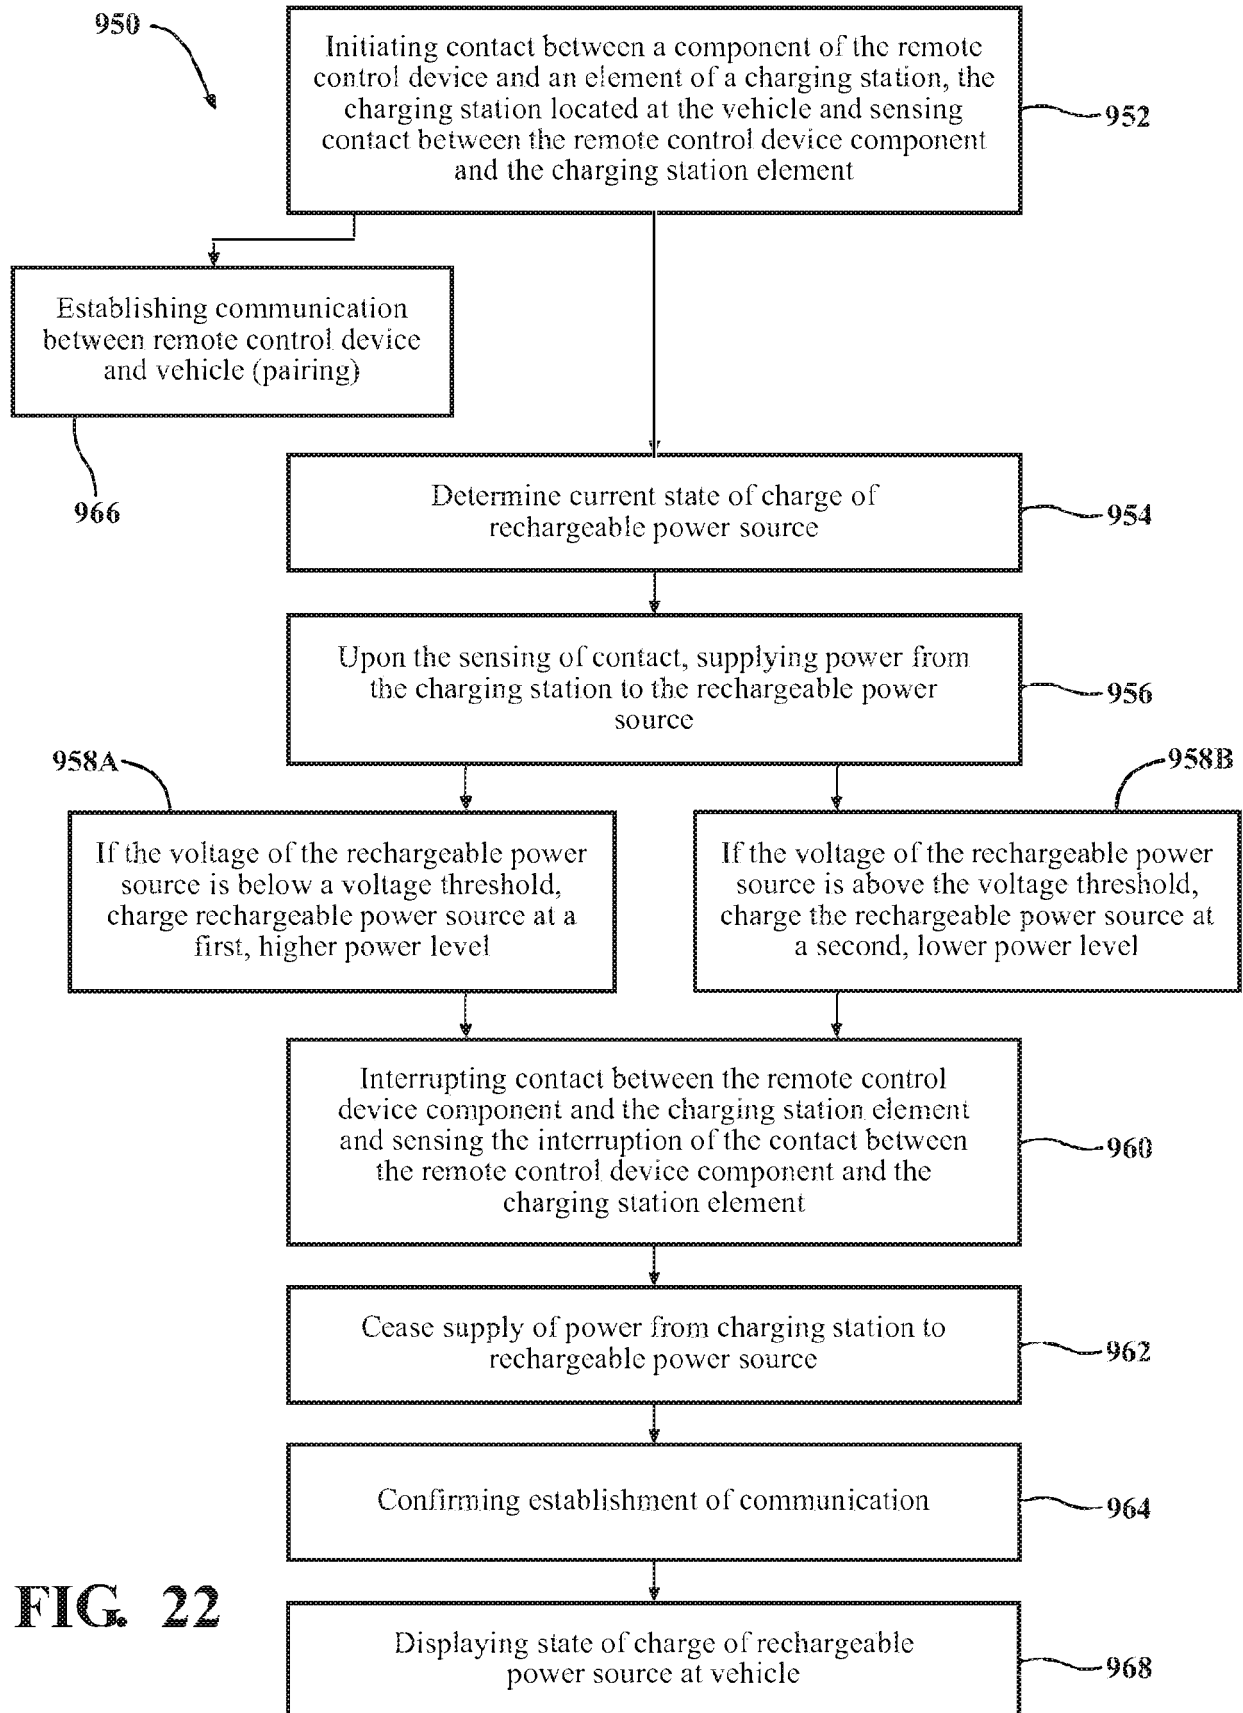 950
Initiating contact between a component of the remote
control device and an element of a charging station, the
charging station located at the vehicle and sensing
contact between the remote control device component
and the charging station element
952
Establishing communication
between remote control device
and vehicle (pairing)
966
Determine current state of charge of
rechargeable power source
954
Upon the sensing of contact, supplying power from
the charging station to the rechargeable power
source
956
958A
If the voltage of the rechargeable power
source is below a voltage threshold,
charge rechargeable power source at a
first, higher power level
958B
If the voltage of the rechargeable power
source is above the voltage threshold,
charge the rechargeable power source at
a second, lower power level
Interrupting contact between the remote control
device component and the charging station element
and sensing the interruption of the contact between
the remote control device component and the
charging station element
960
Cease supply of power from charging station to
rechargeable power source
962
Confirming establishment of communication
964
Displaying state of charge of rechargeable
power source at vehicle
968
FIG. 22